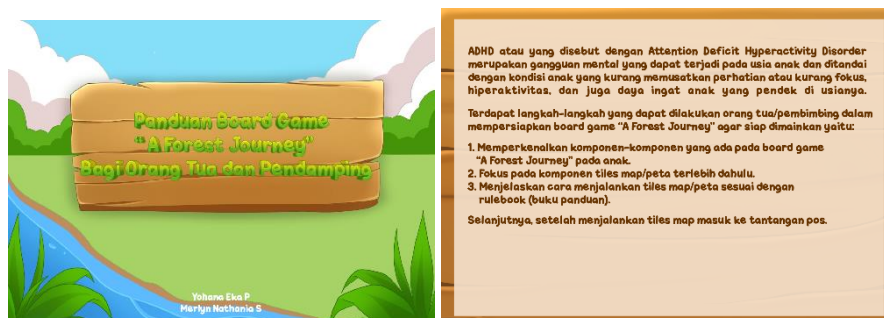 Panduan Board Game
"A Forest Journey"
Bagi Orang Tua dan Pendamping
Yohana Eka P
Merlyn Nathania S
ADHD atau yang disebut dengan Attention Deficit Hyperactivity Disorder
merupakan gangguan mental yang dapat terjadi pada usia anak dan ditandai
dengan kondisi anak yang kurang memusatkan perhatian atau kurang fokus,
hiperaktivitas, dan juga daya ingat anak yang pendek di usianya.
Terdapat langkah-langkah yang dapat dilakukan orang tua/pembimbing dalam
mempersiapkan board game "A Forest Journey" agar siap dimainkan yaitu:
1. Memperkenalkan komponen-komponen yang ada pada board game
"A Forest Journey" pada anak.
2. Fokus pada komponen tiles map/peta terlebih dahulu.
3. Menjelaskan cara menjalankan tiles map/peta sesuai dengan
rulebook (buku panduan).
Selanjutnya, setelah menjalankan tiles map masuk ke tantangan pos.